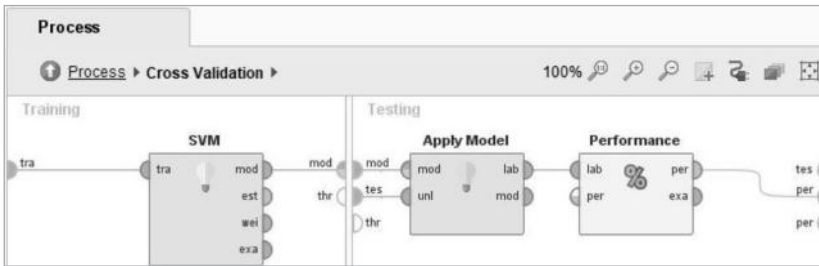 Process
Process ▸ Cross Validation ▸
100%
Training
Testing
SVM
Apply Model
Performance
tra
tra
mod
est
wei
exa
mod
thr
mod
tes
thr
mod
unl
lab
mod
lab
per
per
exa
tes
per
per